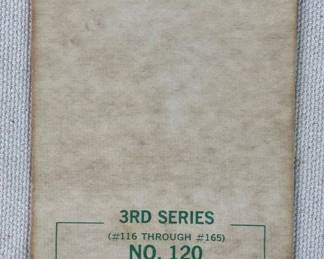 3RD SERIES
(#116 THROUGH #165)
NO. 120